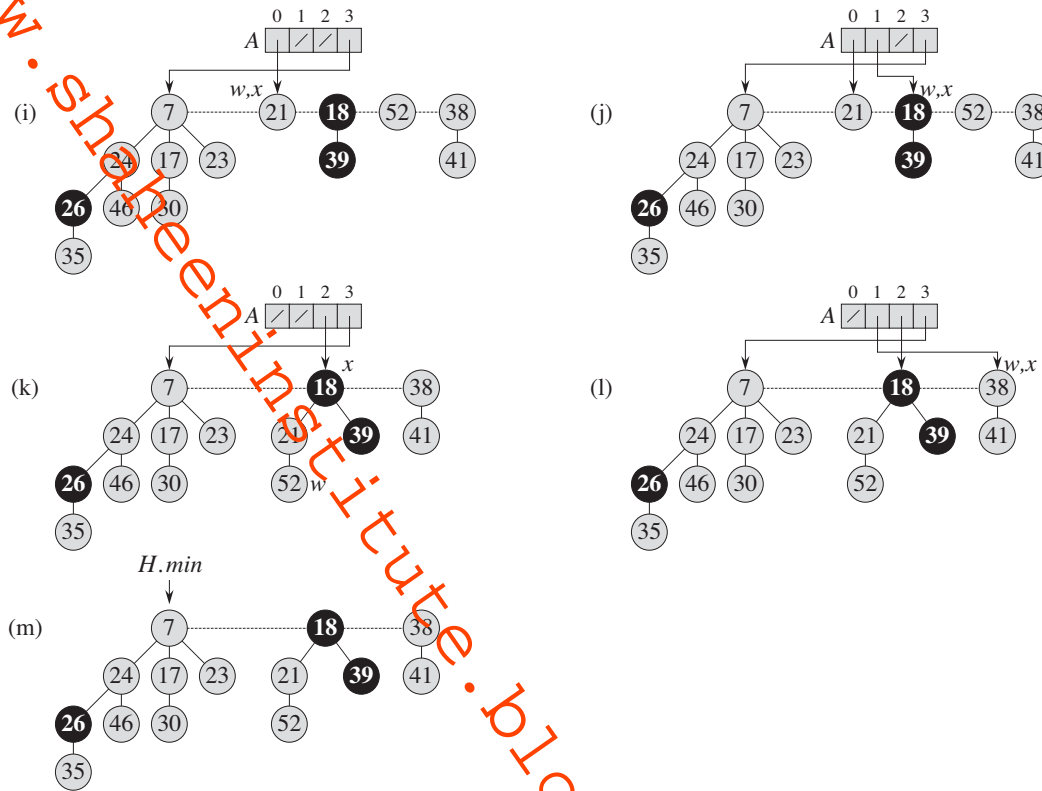 0 1 2 3
A
w,x
(i) 7 21 18 52 38
24 17 23 39 41
26 46 30
35
0 1 2 3
A
w,x
(j) 7 21 18 52 38
24 17 23 39 41
26 46 30
35
0 1 2 3
A
x
(k) 7 18 38
24 17 23 21 39 41
26 46 30 52 w
35
0 1 2 3
A
w,x
(l) 7 18 38
24 17 23 21 39 41
26 46 30 52
35
H.min
(m) 7 18 38
24 17 23 21 39 41
26 46 30 52
35
w.shaheeninstitute.blo